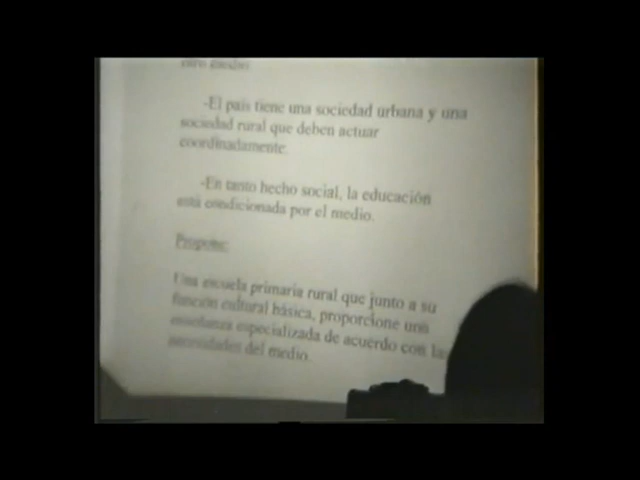 otro medio
-El país tiene una sociedad urbana y una
sociedad rural que deben actuar
coordinadamente.
-En tanto hecho social, la educación
está condicionada por el medio.
Propone:
Una escuela primaria rural que junto a su
función cultural básica, proporcione una
enseñanza especializada de acuerdo con las
necesidades del medio.